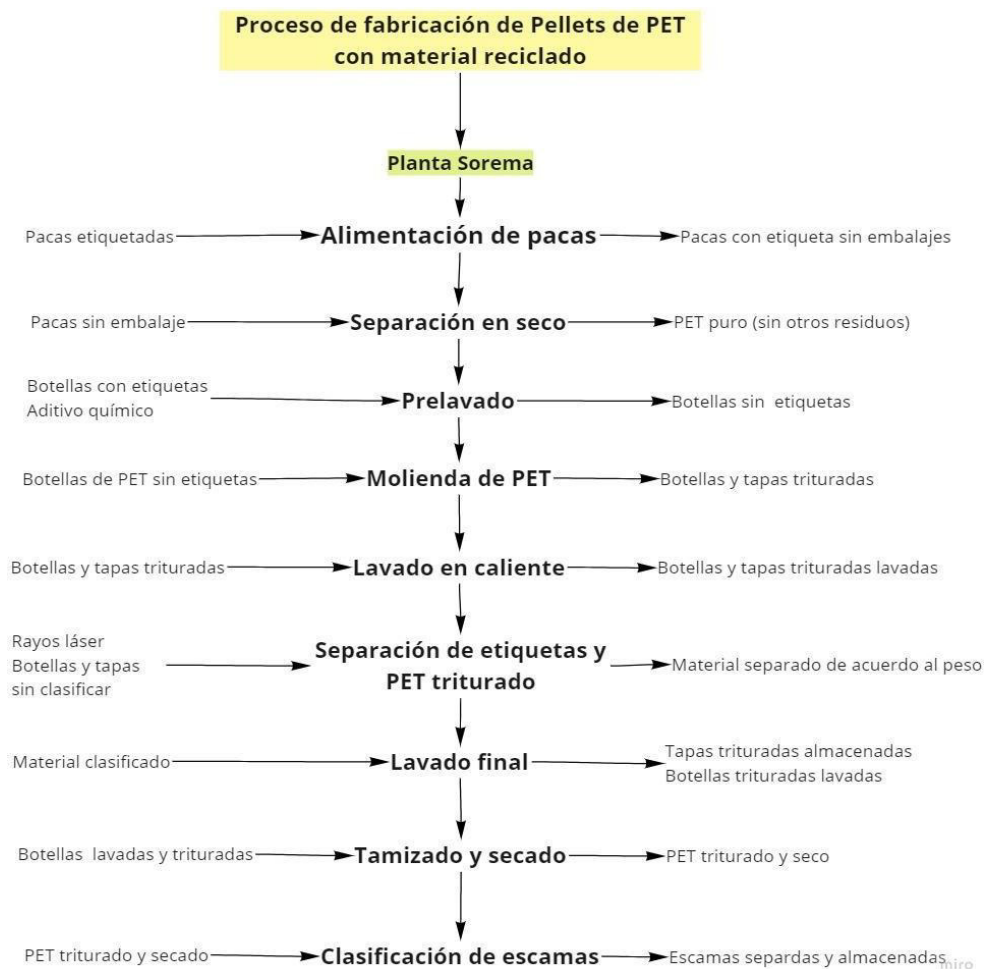 Proceso de fabricación de Pellets de PET
con material reciclado
Planta Sorema
Pacas etiquetadas
Alimentación de pacas
Pacas con etiqueta sin embalajes
Pacas sin embalaje
Separación en seco
PET puro (sin otros residuos)
Botellas con etiquetas
Aditivo químico
Prelavado
Botellas sin etiquetas
Botellas de PET sin etiquetas
Molienda de PET
Botellas y tapas trituradas
Botellas y tapas trituradas
Lavado en caliente
Botellas y tapas trituradas lavadas
Rayos láser
Botellas y tapas
sin clasificar
Separación de etiquetas y
PET triturado
Material separado de acuerdo al peso
Material clasificado
Lavado final
Tapas trituradas almacenadas
Botellas trituradas lavadas
Botellas lavadas y trituradas
Tamizado y secado
PET triturado y seco
PET triturado y secado
Clasificación de escamas
Escamas separdas y almacenadas
miro